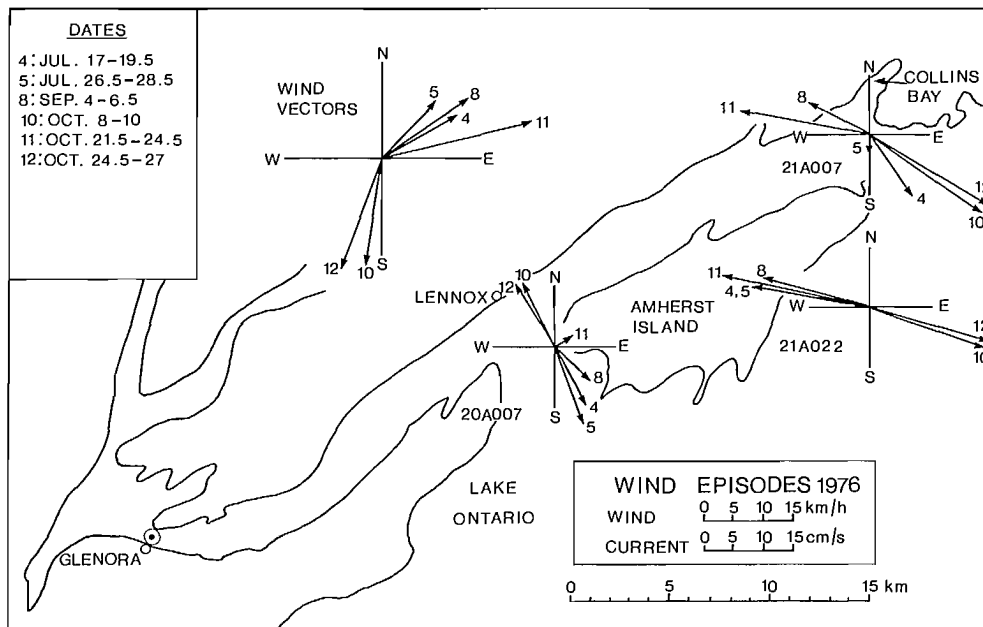 DATES
4: JUL. 17-19.5
5: JUL. 26.5-28.5
8: SEP. 4-6.5
10: OCT. 8-10
11: OCT. 21.5-24.5
12: OCT. 24.5-27
WIND
VECTORS
N
W
E
S
5
8
4
11
12
10
COLLINS
BAY
N
W
E
S
11
8
5
4
12
10
21A007
N
W
E
S
11
8
4,5
12
10
21A022
LENNOX
12
10
N
W
E
S
11
8
4
5
20A007
AMHERST
ISLAND
LAKE
ONTARIO
GLENORA
WIND EPISODES 1976
WIND 0 5 10 15 km/h
CURRENT 0 5 10 15 cm/s
0 5 10 15 km